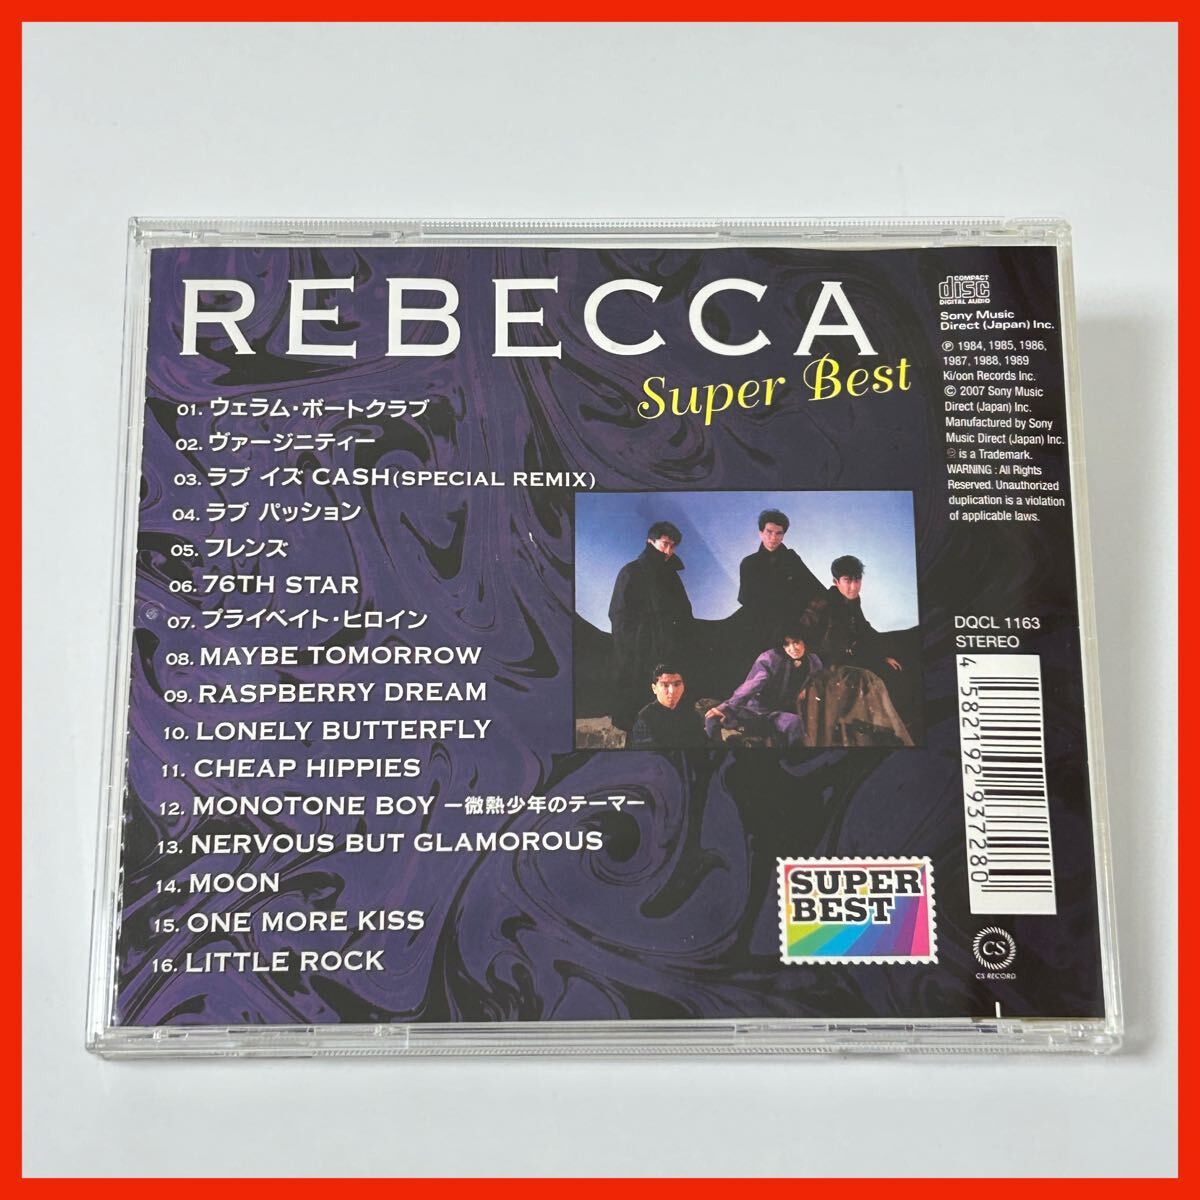 REBECCA
Super Best
01. ウェラム・ボートクラブ
02. ヴァージニティー
03. ラブ イズ CASH (SPECIAL REMIX)
04. ラブ パッション
05. フレンズ
06. 76TH STAR
07. プライベイト・ヒロイン
08. MAYBE TOMORROW
09. RASPBERRY DREAM
10. LONELY BUTTERFLY
11. CHEAP HIPPIES
12. MONOTONE BOY ー微熱少年のテーマー
13. NERVOUS BUT GLAMOROUS
14. MOON
15. ONE MORE KISS
16. LITTLE ROCK
COMPACT
disc
DIGITAL AUDIO
Sony Music
Direct (Japan) Inc.
Ⓟ 1984, 1985, 1986,
1987, 1988, 1989
Ki/oon Records Inc.
© 2007 Sony Music
Direct (Japan) Inc.
Manufactured by Sony
Music Direct (Japan) Inc.
is a Trademark.
WARNING : All Rights
Reserved. Unauthorized
duplication is a violation
of applicable laws.
DQCL 1163
STEREO
4 582192 937280
SUPER
BEST
CS
CS RECORD